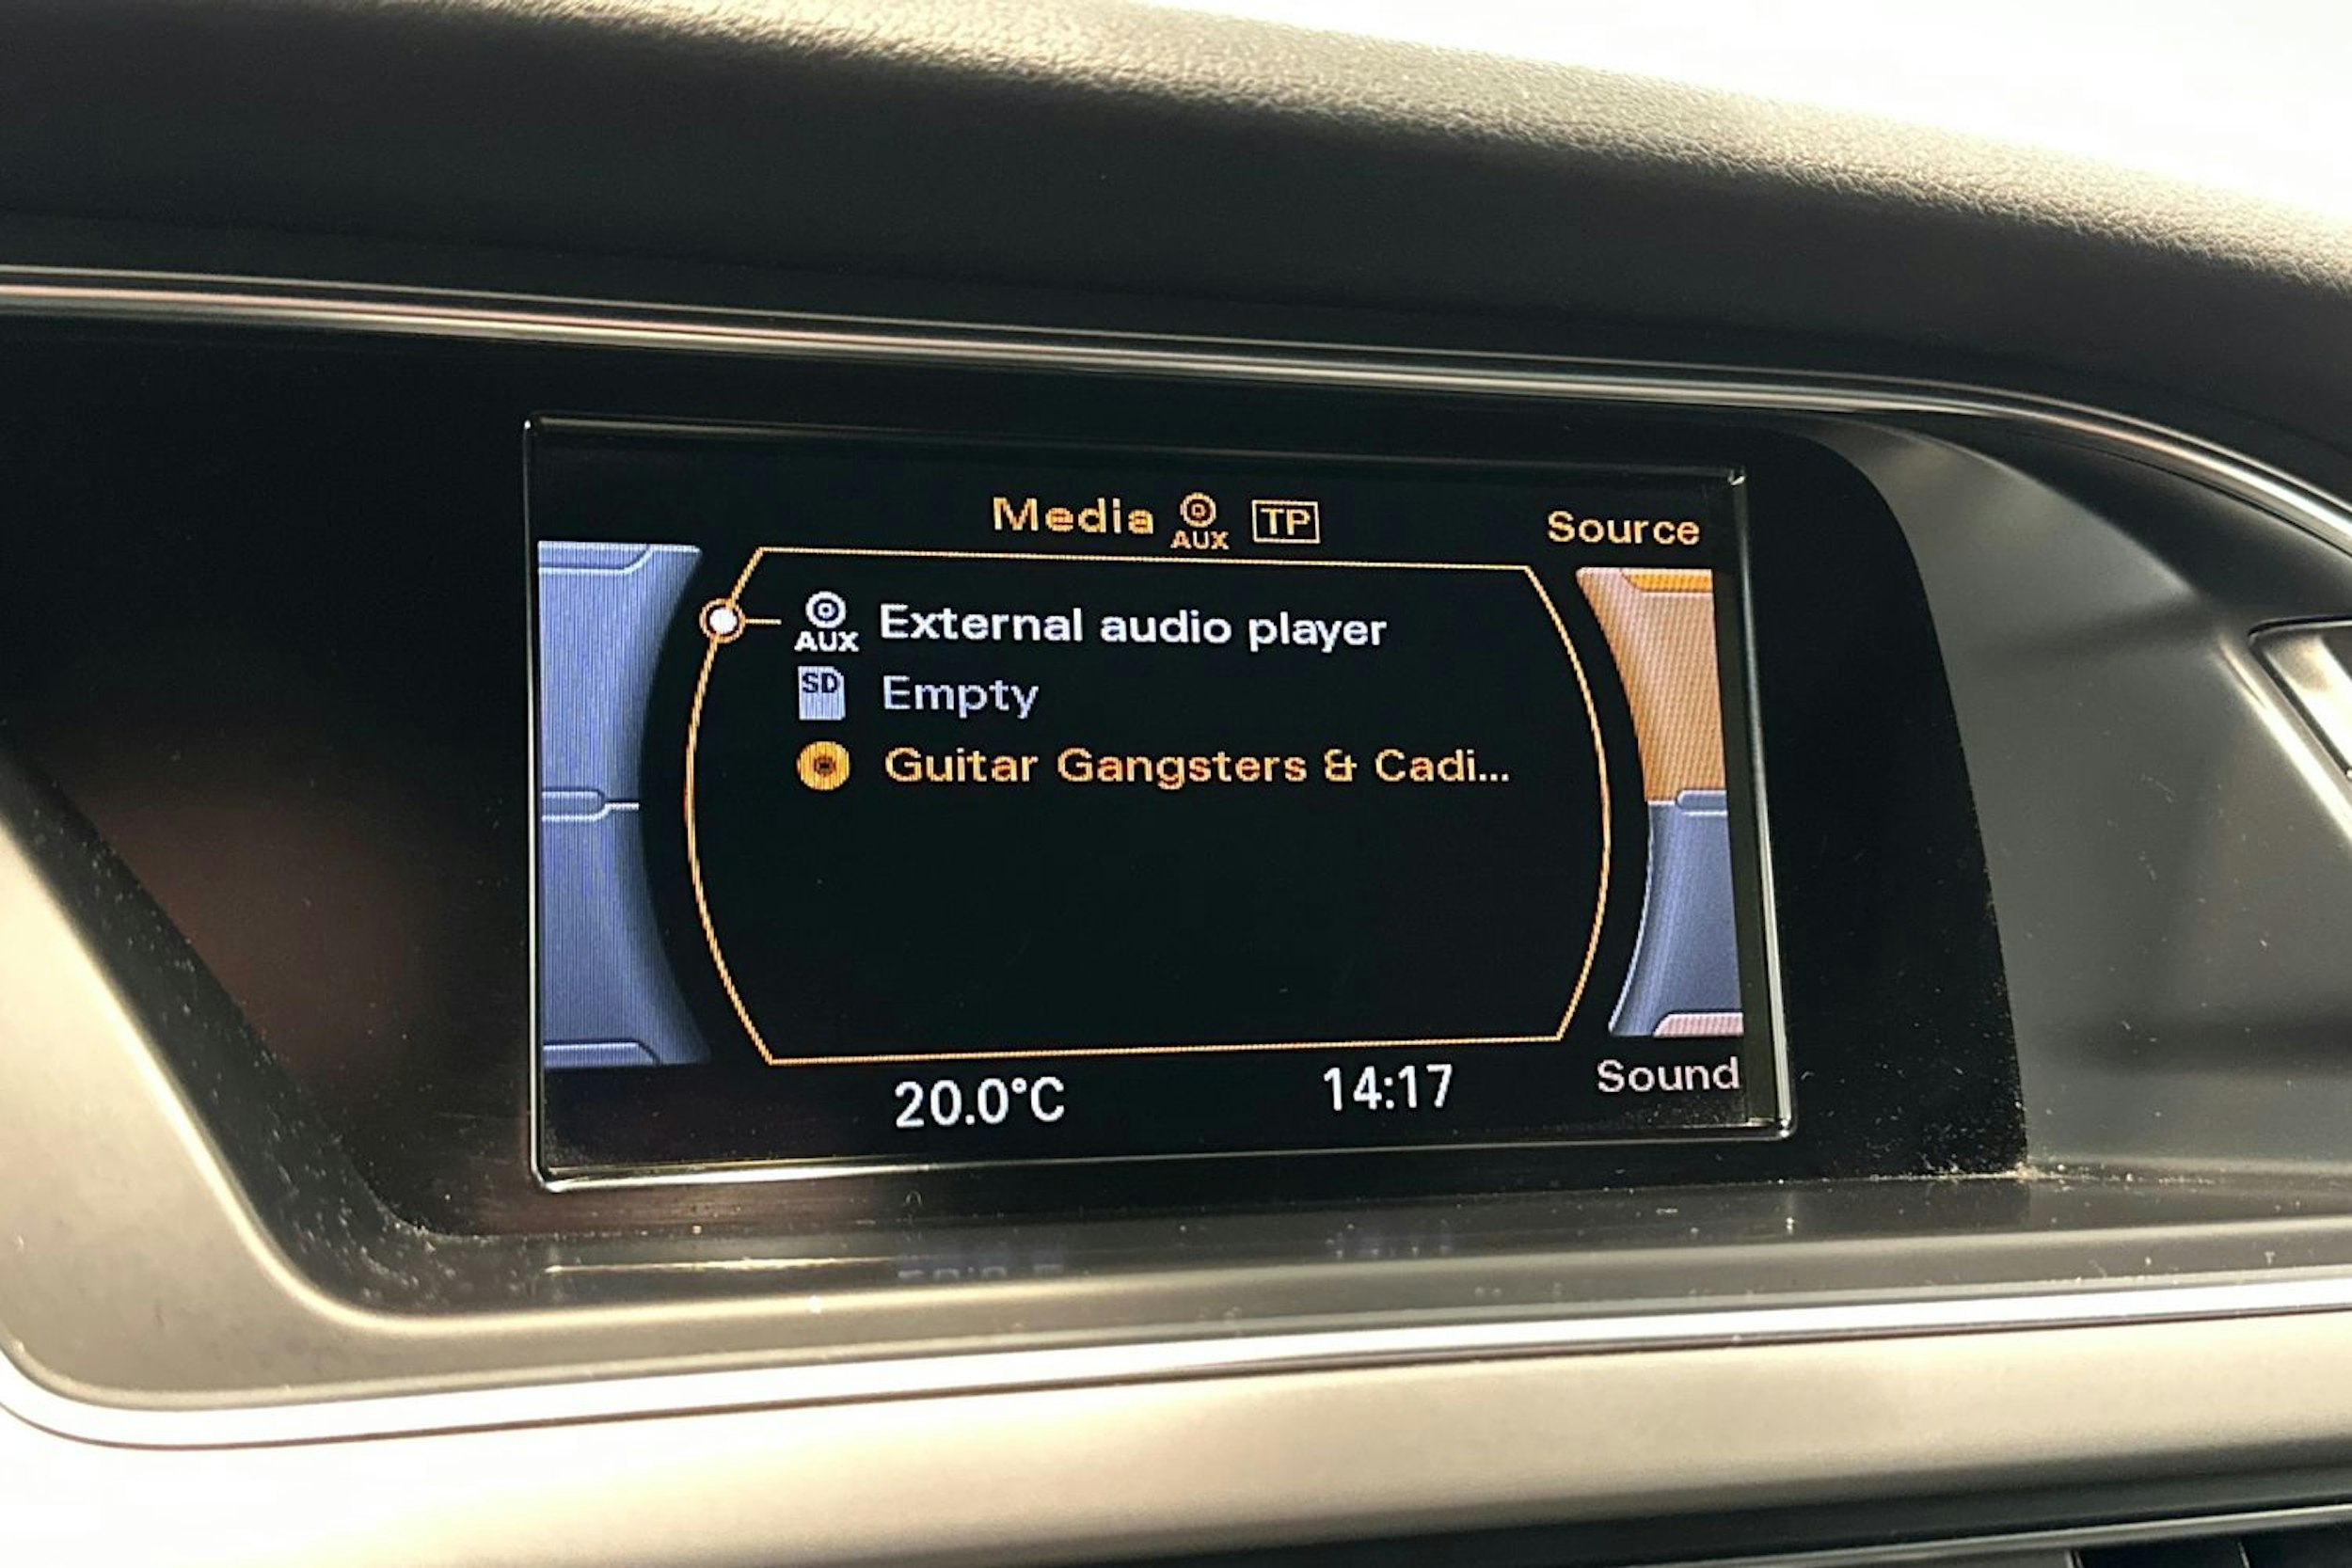 Media AUX TP
Source
AUX External audio player
SD Empty
Guitar Gangsters & Cadi...
20.0°C 14:17
Sound